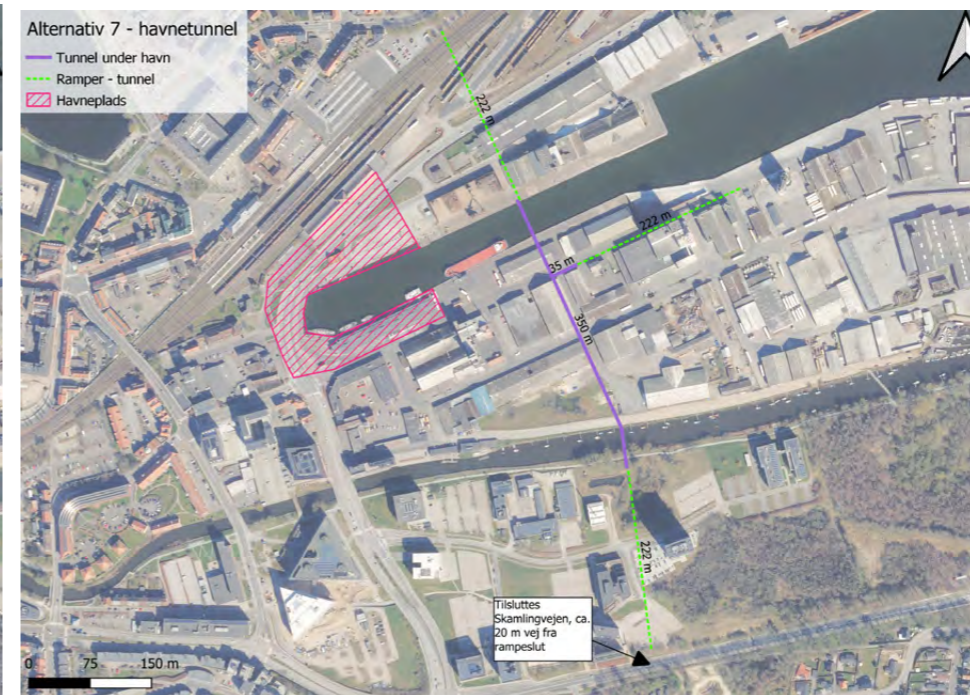 Alternativ 7 - havnetunnel
Tunnel under havn
Ramper - tunnel
Havneplads
222 m
222 m
35 m
350 m
222 m
Tilsluttes
Skamlingvejen, ca.
20 m vej fra
rampeslut
0 75 150 m